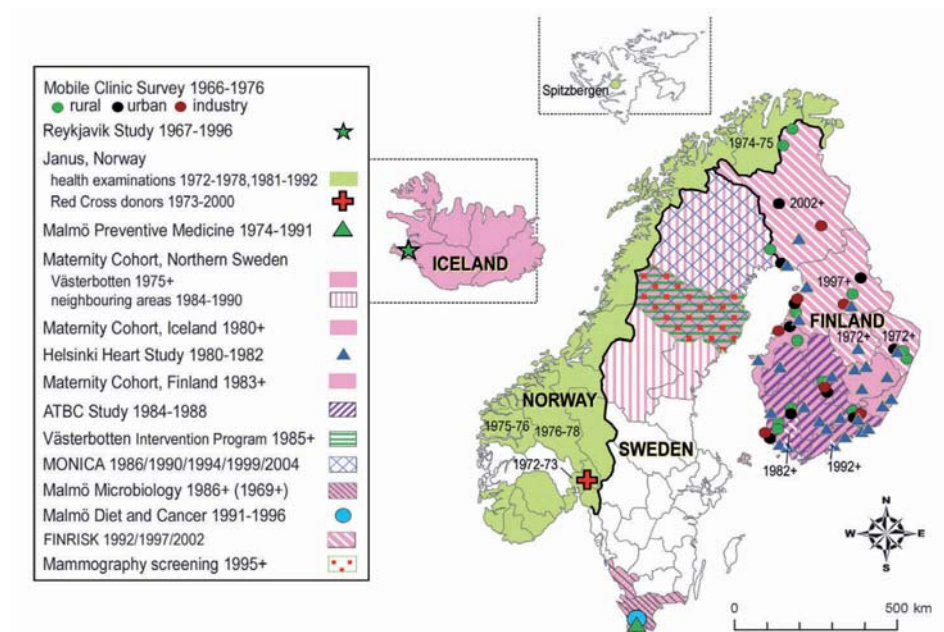 Mobile Clinic Survey 1966-1976
rural urban industry
Reykjavik Study 1967-1996
Janus, Norway
health examinations 1972-1978,1981-1992
Red Cross donors 1973-2000
Malmö Preventive Medicine 1974-1991
Maternity Cohort, Northern Sweden
Västerbotten 1975+
neighbouring areas 1984-1990
Maternity Cohort, Iceland 1980+
Helsinki Heart Study 1980-1982
Maternity Cohort, Finland 1983+
ATBC Study 1984-1988
Västerbotten Intervention Program 1985+
MONICA 1986/1990/1994/1999/2004
Malmö Microbiology 1986+ (1969+)
Malmö Diet and Cancer 1991-1996
FINRISK 1992/1997/2002
Mammography screening 1995+
Spitzbergen
ICELAND
1974-75
2002+
1997+
FINLAND
1972+
1972+
NORWAY
1975-76
1976-78
SWEDEN
1972-73
1982+
1992+
N
W E
S
0 500 km